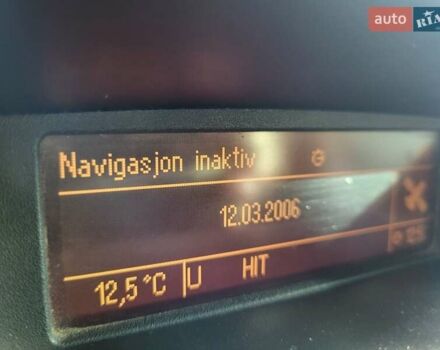 auto RIA
Navigasjon inaktiv
12.03.2006
12,5°C U HIT